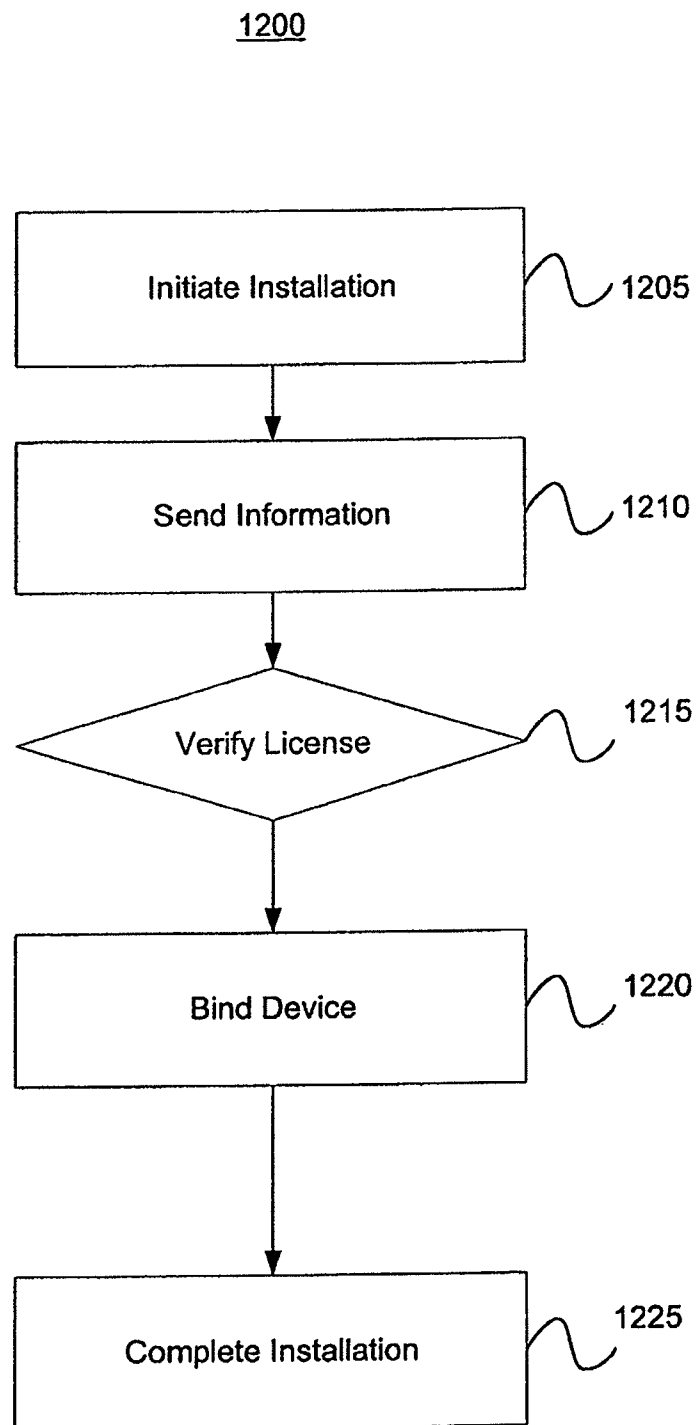 1200
Initiate Installation
1205
Send Information
1210
Verify License
1215
Bind Device
1220
Complete Installation
1225